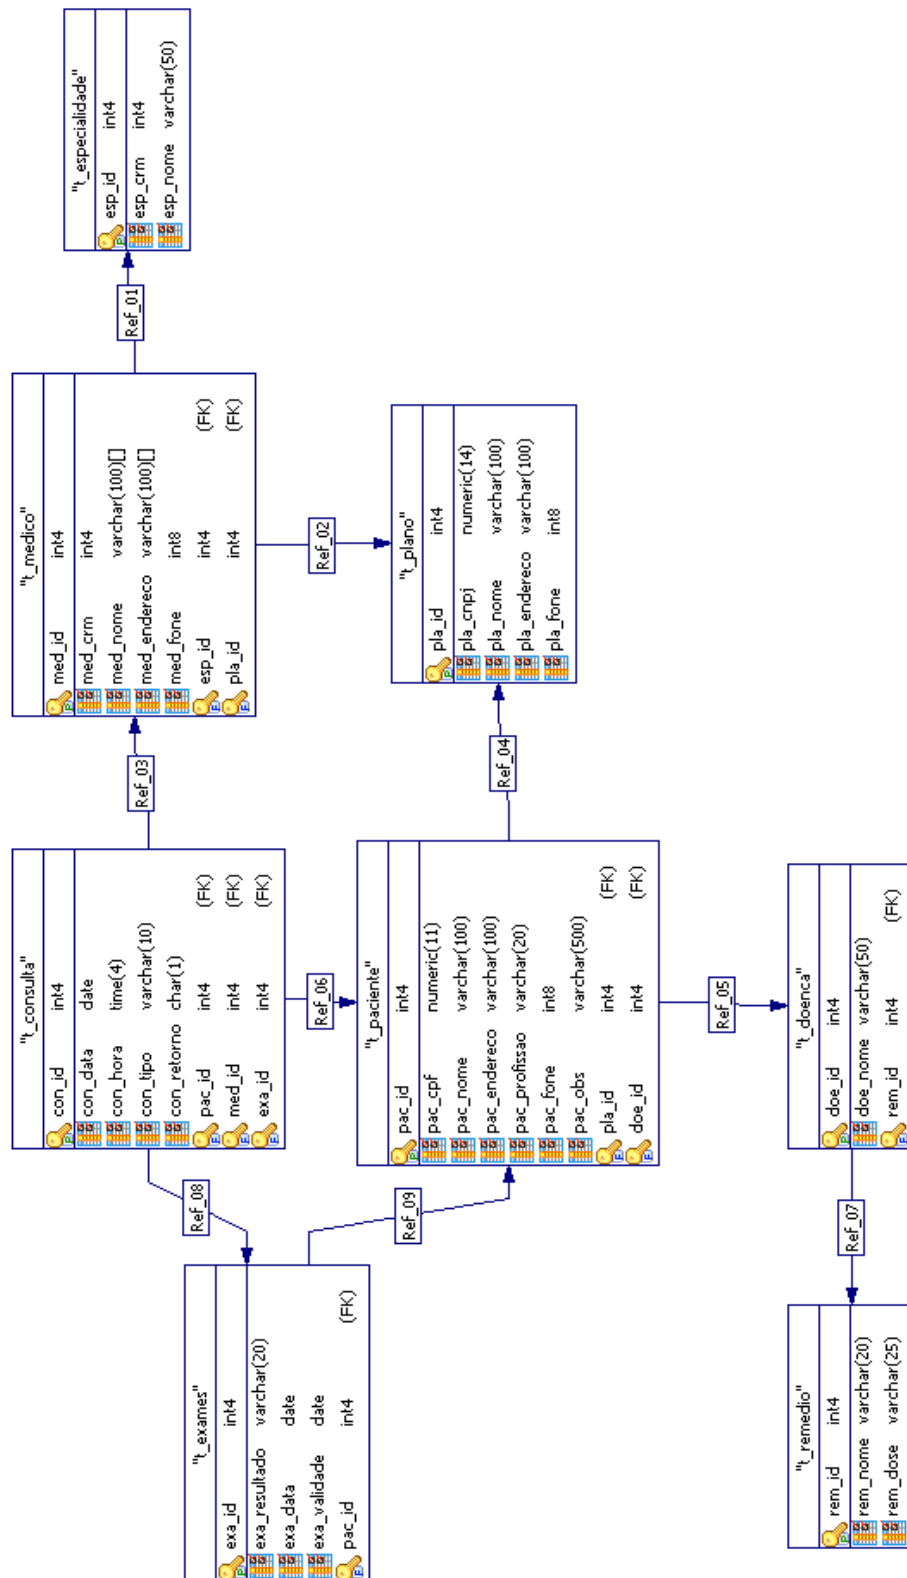 "t_exames"
exa_id int4
exa_resultado varchar(20)
exa_data date
exa_validade date
pac_id int4 (FK)
Ref_08
Ref_09
"t_consulta"
con_id int4
con_data date
con_hora time(4)
con_tipo varchar(10)
con_retorno char(1)
pac_id int4 (FK)
med_id int4 (FK)
exa_id int4 (FK)
Ref_03
Ref_06
"t_medico"
med_id int4
med_crm int4
med_nome varchar(100)[]
med_endereco varchar(100)[]
med_fone int8
esp_id int4 (FK)
pla_id int4 (FK)
Ref_01
Ref_02
"t_especialidade"
esp_id int4
esp_crm int4
esp_nome varchar(50)
"t_paciente"
pac_id int4
pac_cpf numeric(11)
pac_nome varchar(100)
pac_endereco varchar(100)
pac_profissao varchar(20)
pac_fone int8
pac_obs varchar(500)
pla_id int4 (FK)
doe_id int4 (FK)
Ref_04
Ref_05
"t_plano"
pla_id int4
pla_cnpj numeric(14)
pla_nome varchar(100)
pla_endereco varchar(100)
pla_fone int8
"t_remedio"
rem_id int4
rem_nome varchar(20)
rem_dose varchar(25)
Ref_07
"t_doenca"
doe_id int4
doe_nome varchar(50)
rem_id int4 (FK)